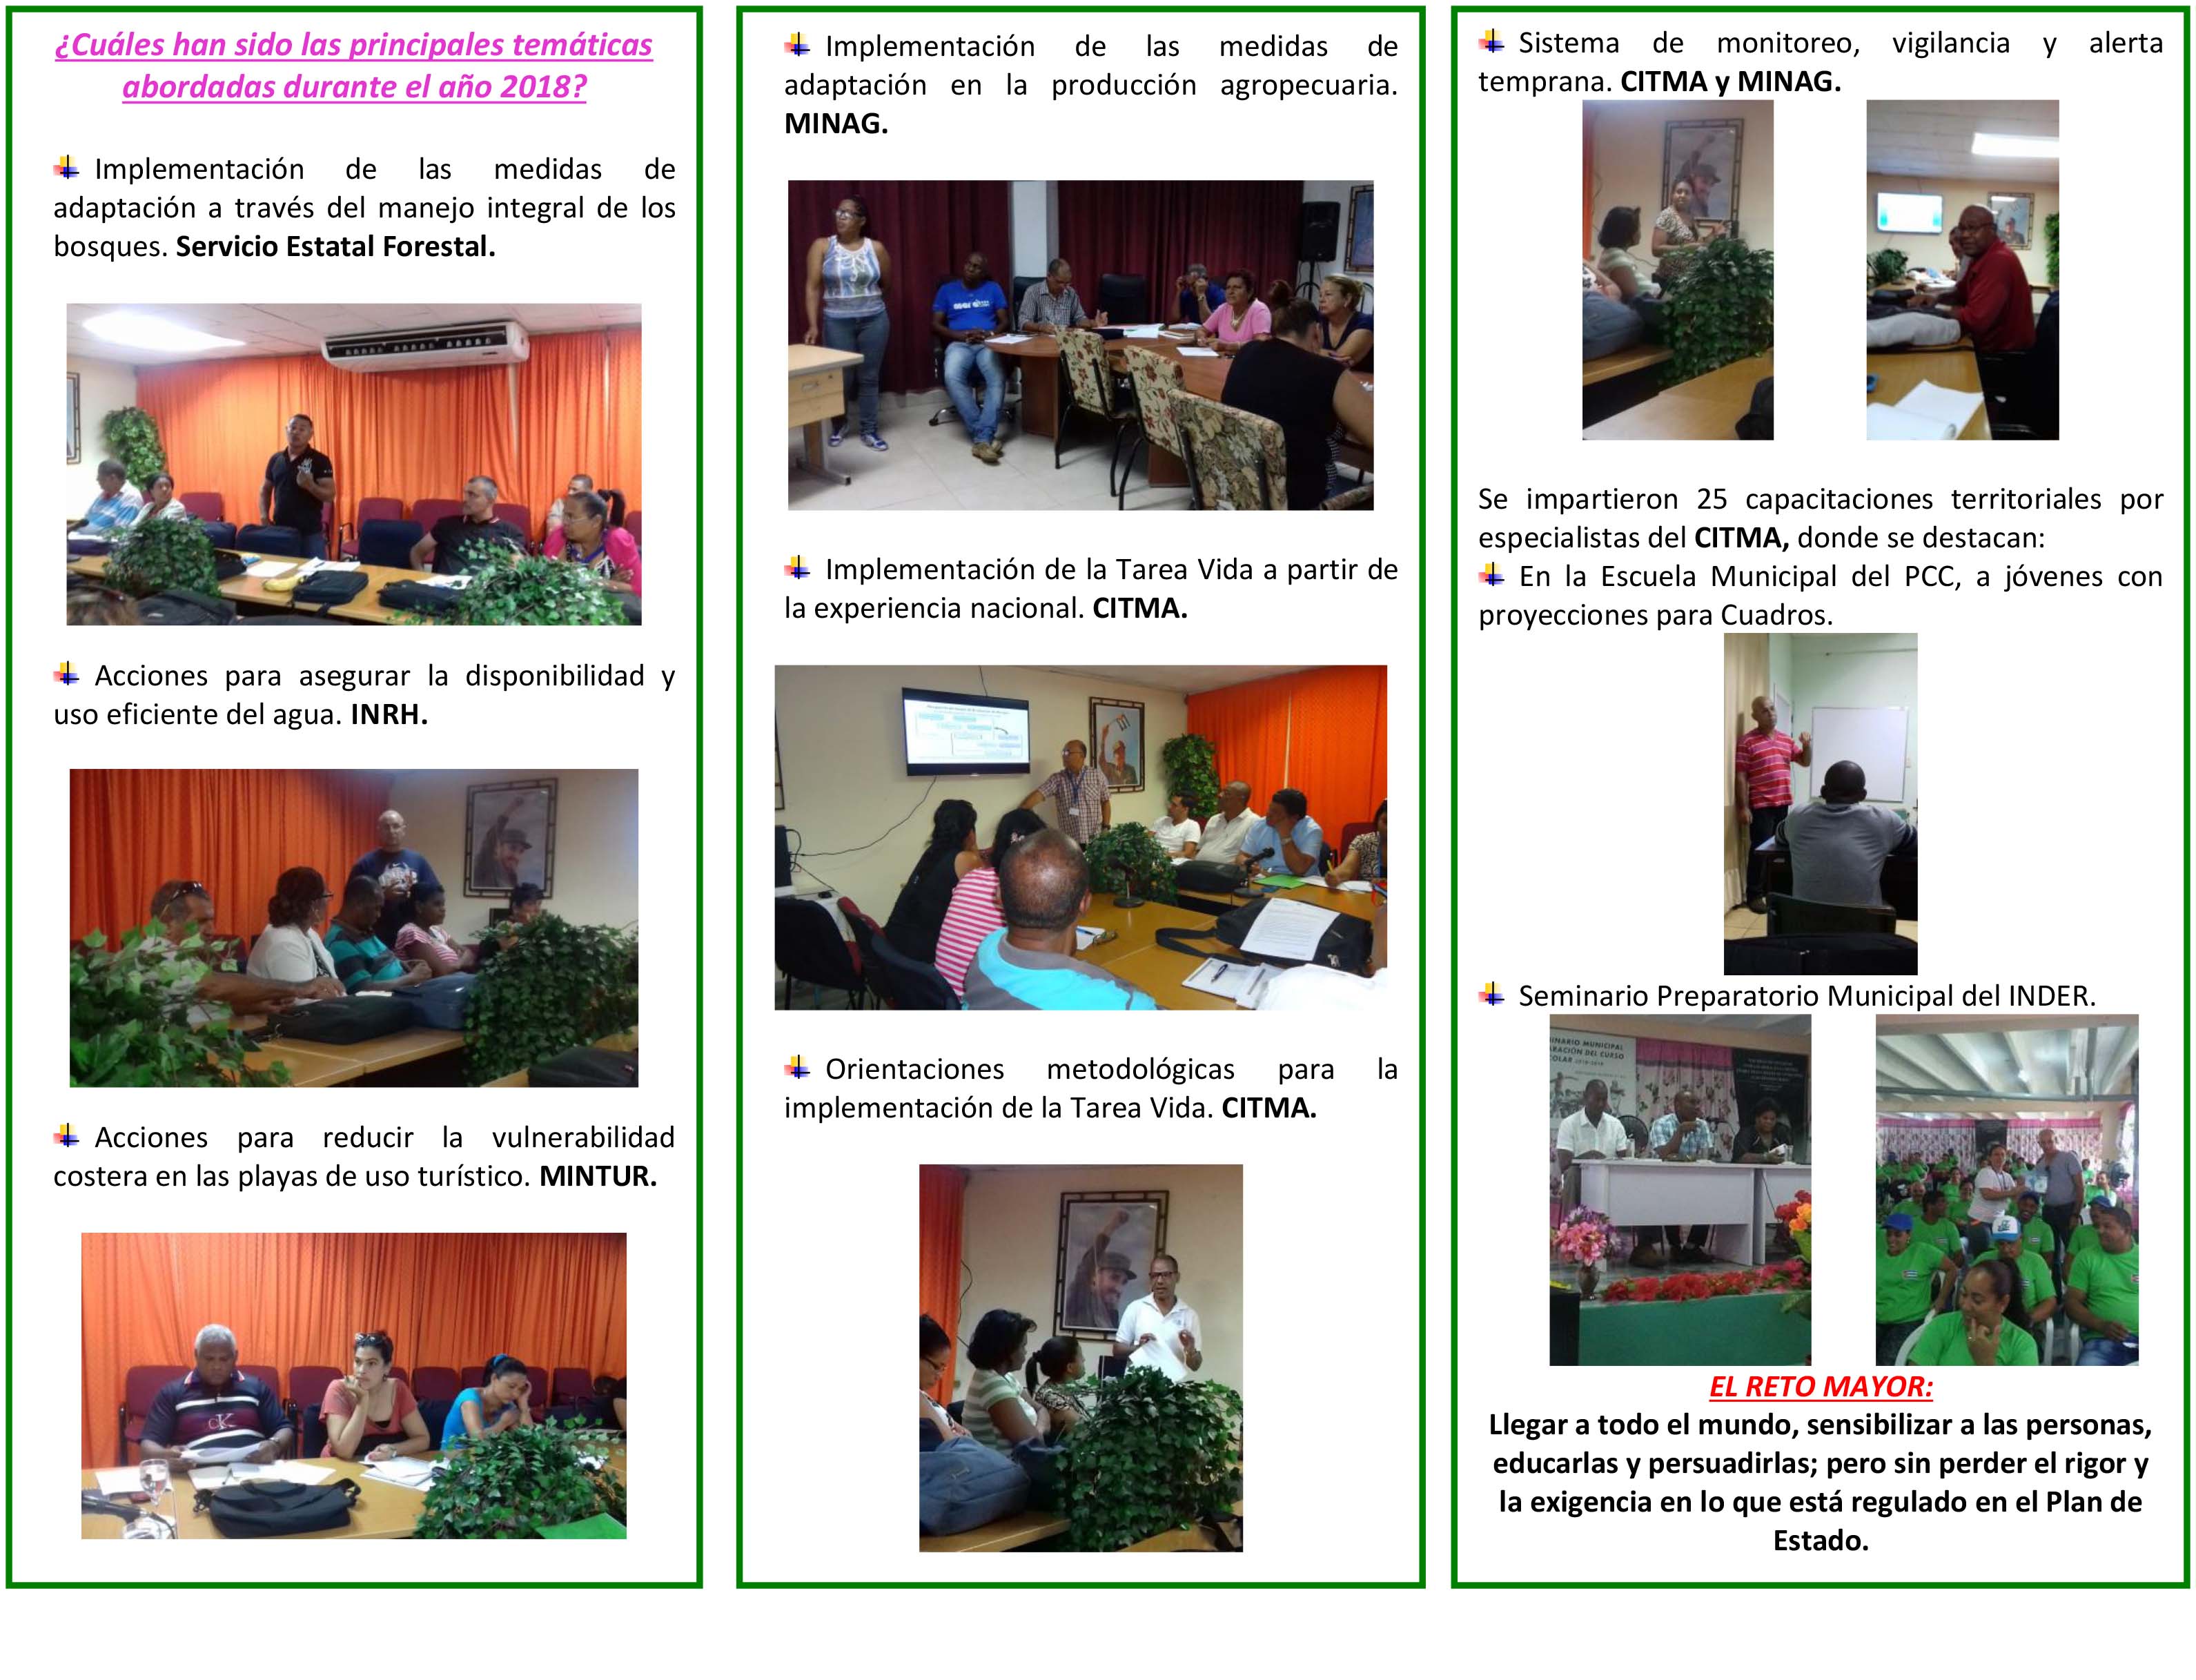 ¿Cuáles han sido las principales temáticas
abordadas durante el año 2018?
Implementación de las medidas de
adaptación a través del manejo integral de los
bosques. Servicio Estatal Forestal.
Acciones para asegurar la disponibilidad y
uso eficiente del agua. INRH.
Acciones para reducir la vulnerabilidad
costera en las playas de uso turístico. MINTUR.
Implementación de las medidas de
adaptación en la producción agropecuaria.
MINAG.
Implementación de la Tarea Vida a partir de
la experiencia nacional. CITMA.
Orientaciones metodológicas para la
implementación de la Tarea Vida. CITMA.
Sistema de monitoreo, vigilancia y alerta
temprana. CITMA y MINAG.
Se impartieron 25 capacitaciones territoriales por
especialistas del CITMA, donde se destacan:
En la Escuela Municipal del PCC, a jóvenes con
proyecciones para Cuadros.
Seminario Preparatorio Municipal del INDER.
INARIO MUNICIPAL
ARACIÓN DEL CURSO
COLAR
EL RETO MAYOR:
Llegar a todo el mundo, sensibilizar a las personas,
educarlas y persuadirlas; pero sin perder el rigor y
la exigencia en lo que está regulado en el Plan de
Estado.